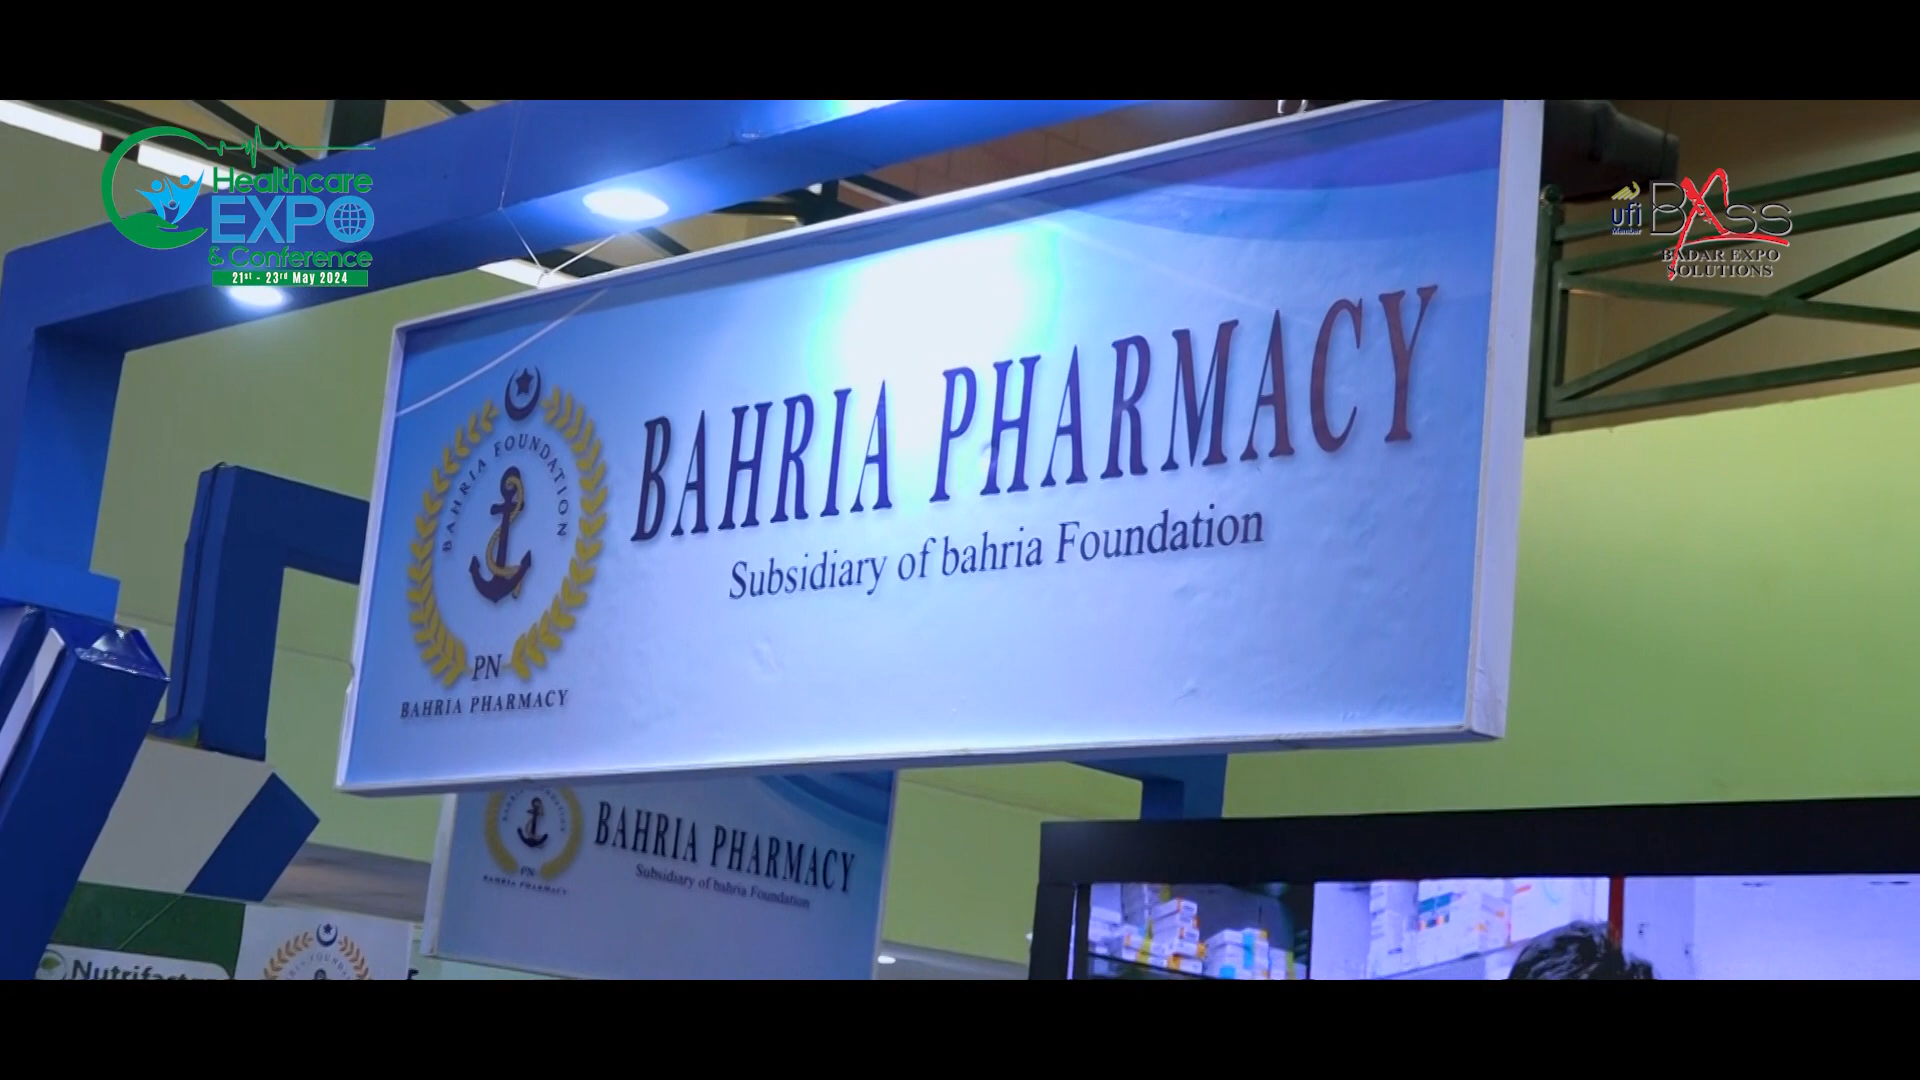 Healthcare
EXPO
& Conference
21st - 23rd May 2024
ufi
Member
BXSS
BADAR EXPO
SOLUTIONS
BAHRIA FOUNDATION
PN
BAHRIA PHARMACY
BAHRIA PHARMACY
Subsidiary of bahria Foundation
PN
BAHRIA PHARMACY
BAHRIA PHARMACY
Subsidiary of bahria Foundation